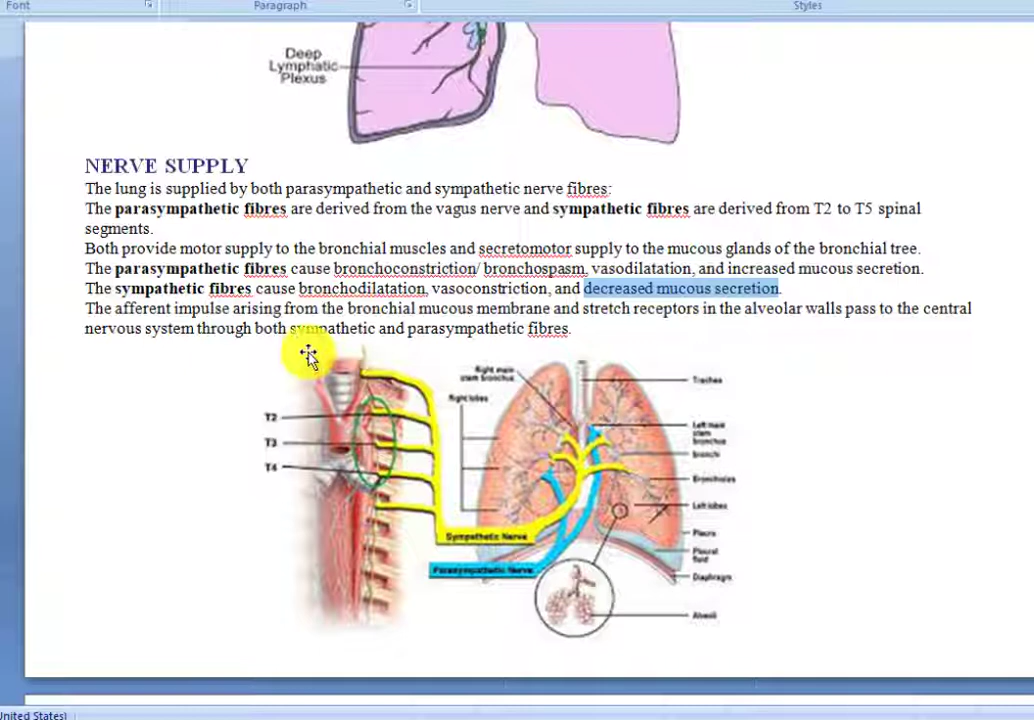 Font
Paragraph
Styles
Deep
Lymphatic
Plexus
NERVE SUPPLY
The lung is supplied by both parasympathetic and sympathetic nerve fibres:
The parasympathetic fibres are derived from the vagus nerve and sympathetic fibres are derived from T2 to T5 spinal
segments.
Both provide motor supply to the bronchial muscles and secretomotor supply to the mucous glands of the bronchial tree.
The parasympathetic fibres cause bronchoconstriction/ bronchospasm, vasodilatation, and increased mucous secretion.
The sympathetic fibres cause bronchodilatation, vasoconstriction, and decreased mucous secretion.
The afferent impulse arising from the bronchial mucous membrane and stretch receptors in the alveolar walls pass to the central
nervous system through both sympathetic and parasympathetic fibres.
T2
T3
T4
Right main
stem bronchus
Right lobes
Trachea
Left main
stem
bronchus
Bronchi
Bronchioles
Left lobes
Pleura
Pleural
fluid
Diaphragm
Alveoli
Sympathetic Nerve
Parasympathetic Nerve
United States)